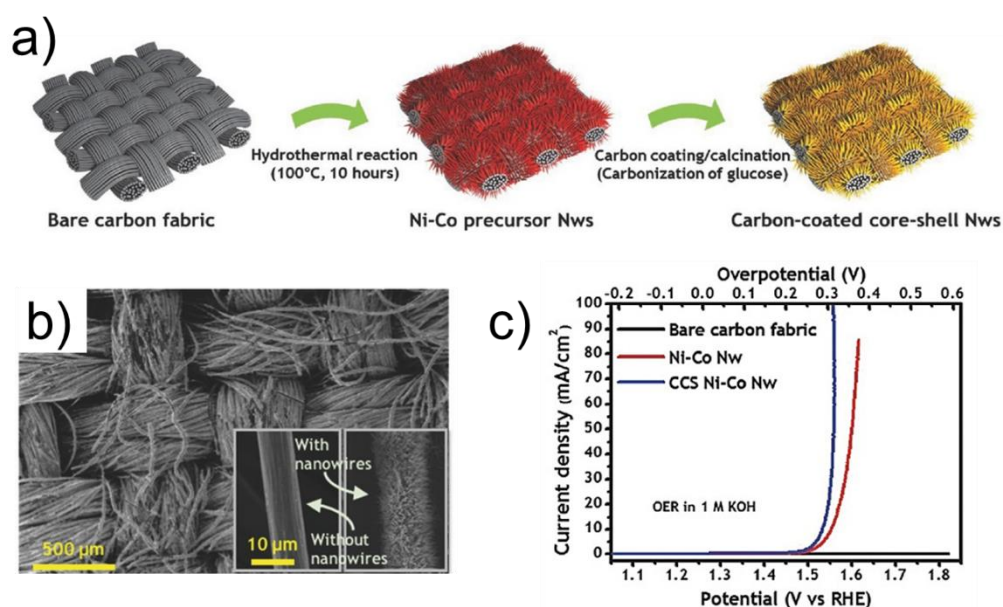 a)
Hydrothermal reaction
(100°C, 10 hours)
Carbon coating/calcination
(Carbonization of glucose)
Bare carbon fabric
Ni-Co precursor Nws
Carbon-coated core-shell Nws
b)
With
nanowires
Without
nanowires
500 μm
10 μm
c)
Overpotential (V)
-0.2 -0.1 0.0 0.1 0.2 0.3 0.4 0.5 0.6
100
90
80
70
60
50
40
30
20
10
0
Current density (mA/cm²)
Bare carbon fabric
Ni-Co Nw
CCS Ni-Co Nw
OER in 1 M KOH
1.1 1.2 1.3 1.4 1.5 1.6 1.7 1.8
Potential (V vs RHE)